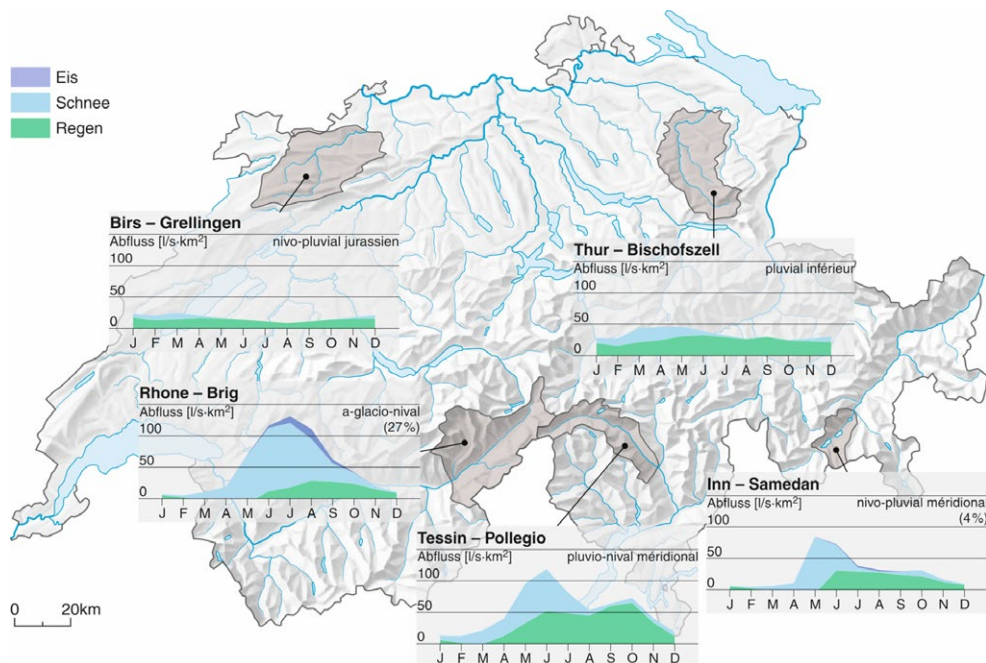 Eis
Schnee
Regen
Birs – Grellingen
Abfluss [l/s·km²] nivo-pluvial jurassien
100
50
0
J F M A M J J A S O N D
Thur – Bischofszell
Abfluss [l/s·km²] pluvial inférieur
100
50
0
J F M A M J J A S O N D
Rhone – Brig
Abfluss [l/s·km²] a-glacio-nival
(27%)
100
50
0
J F M A M J J A S O N D
Inn – Samedan
Abfluss [l/s·km²] nivo-pluvial méridional
(4%)
100
50
0
J F M A M J J A S O N D
Tessin – Pollegio
Abfluss [l/s·km²] pluvio-nival méridional
100
50
0
J F M A M J J A S O N D
0 20km